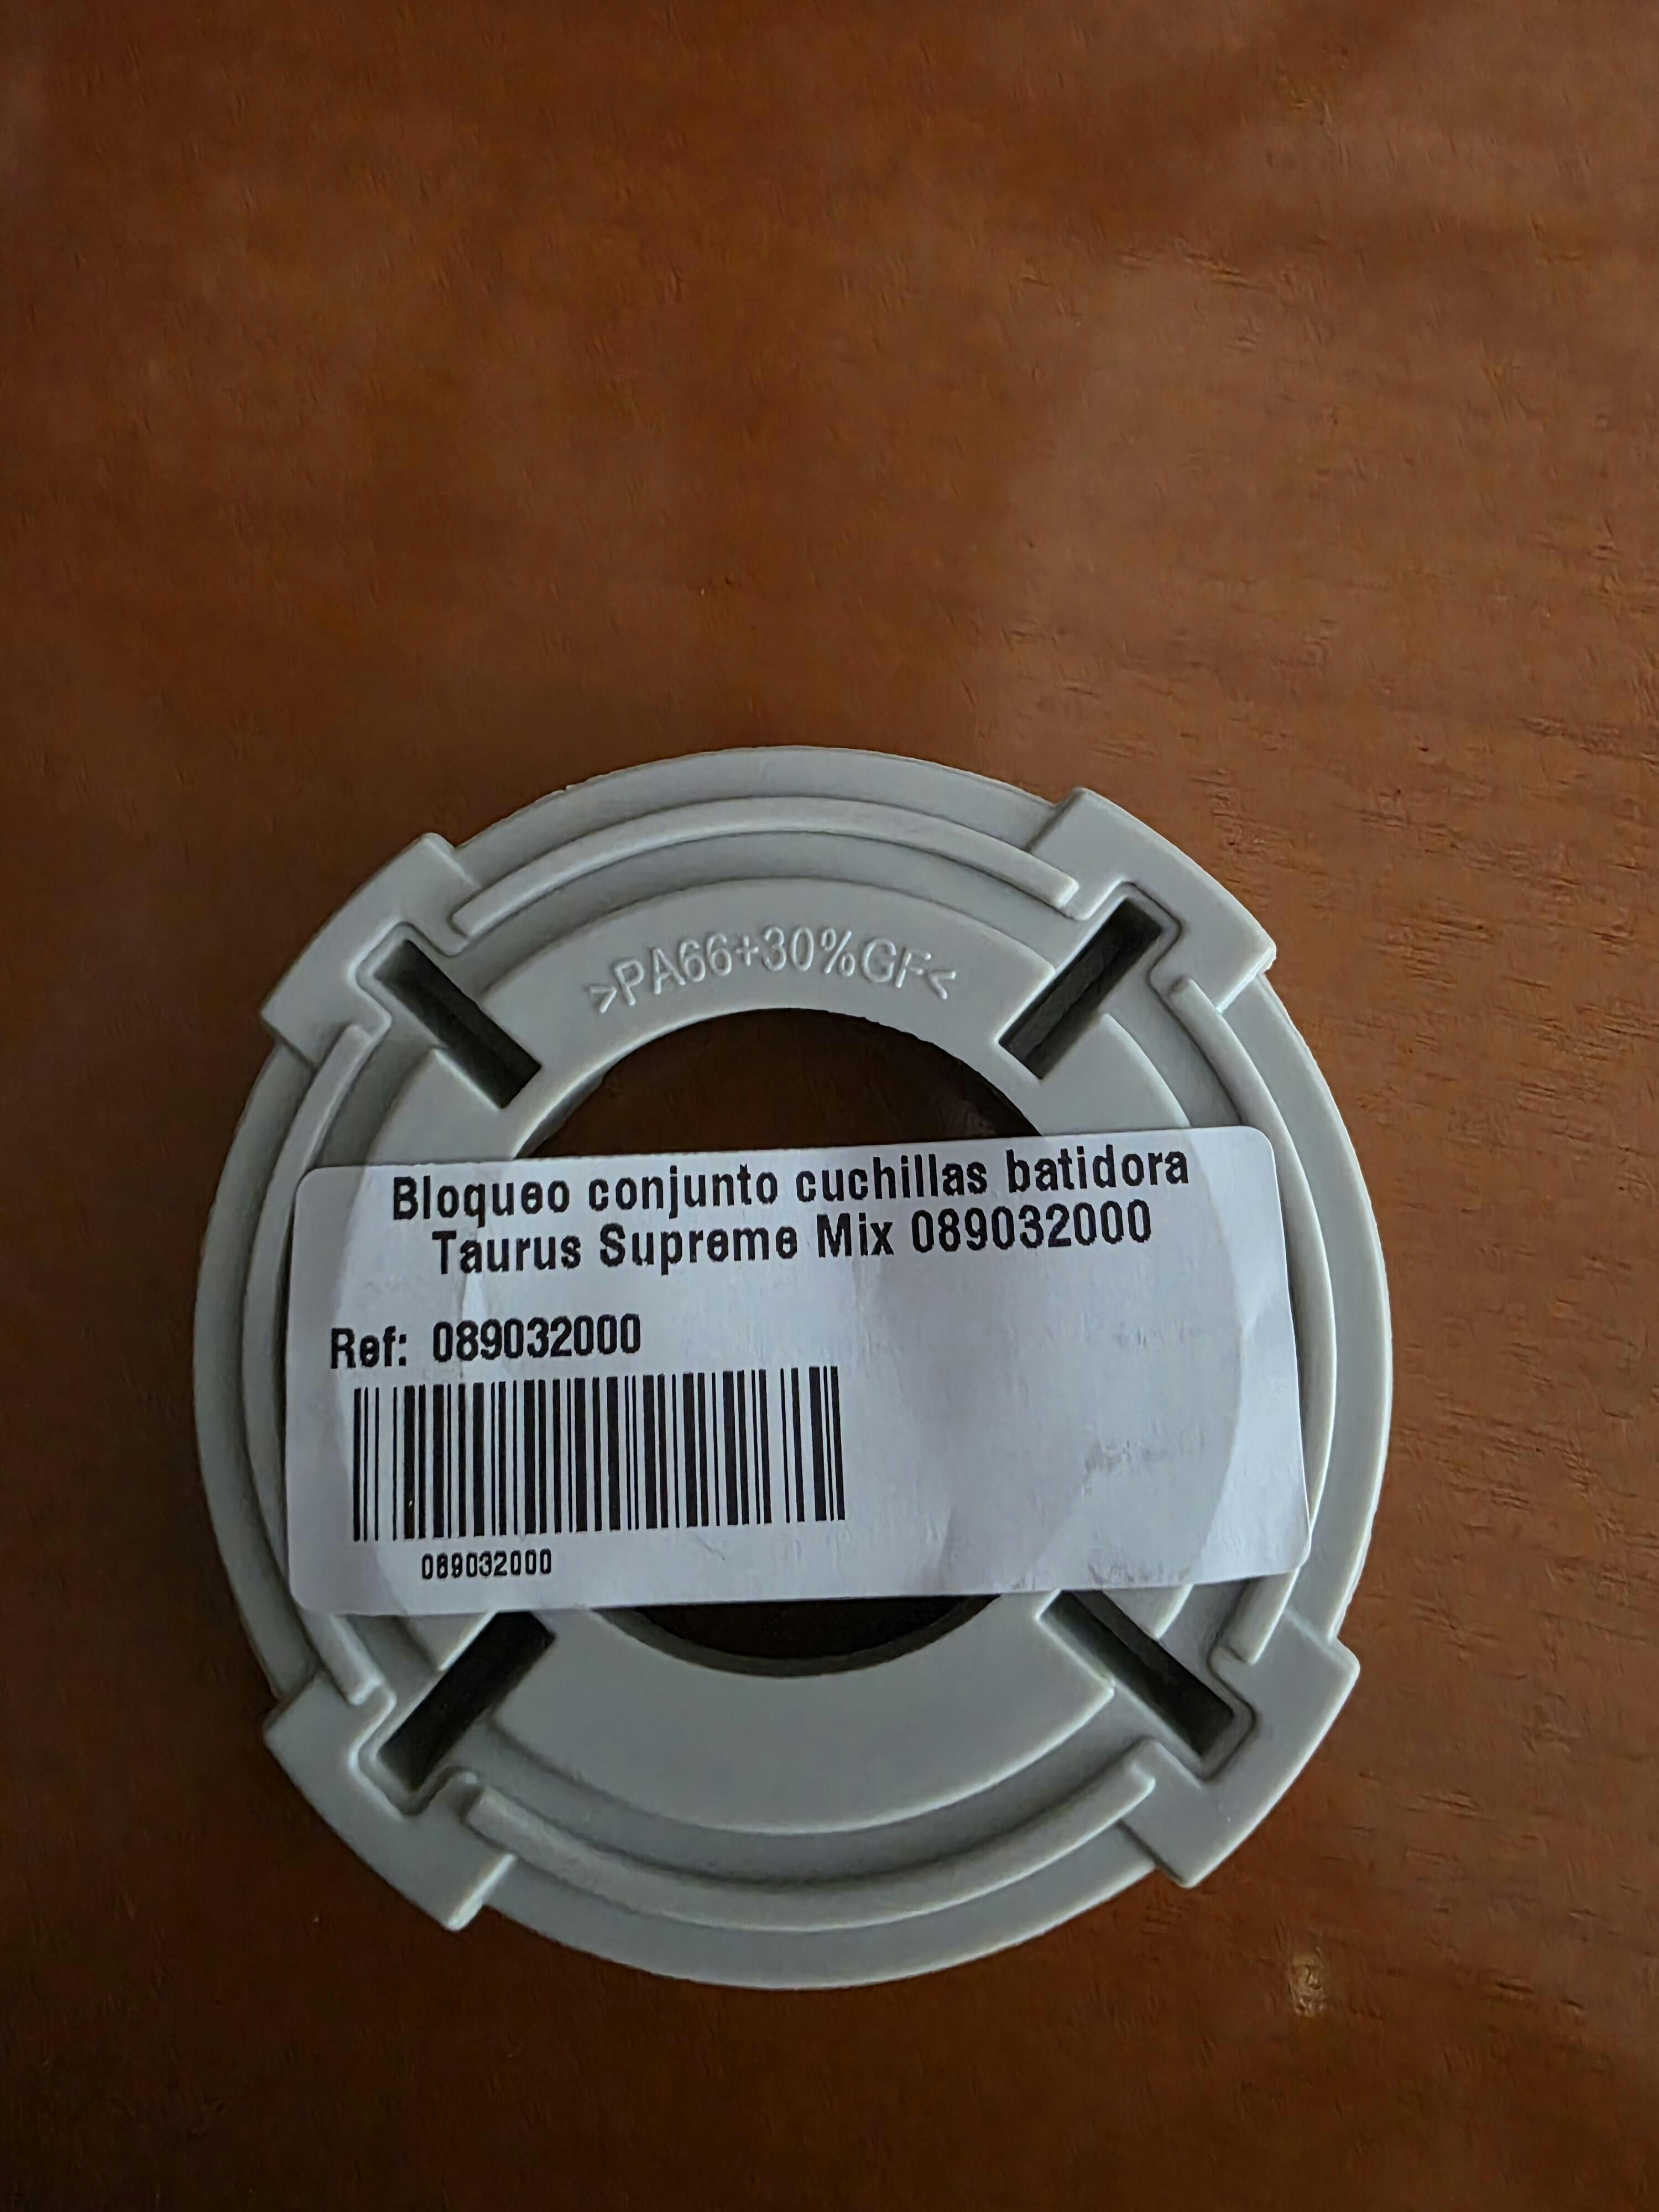 >PA66+30%GF<
Bloqueo conjunto cuchillas batidora
Taurus Supreme Mix 089032000
Ref: 089032000
089032000